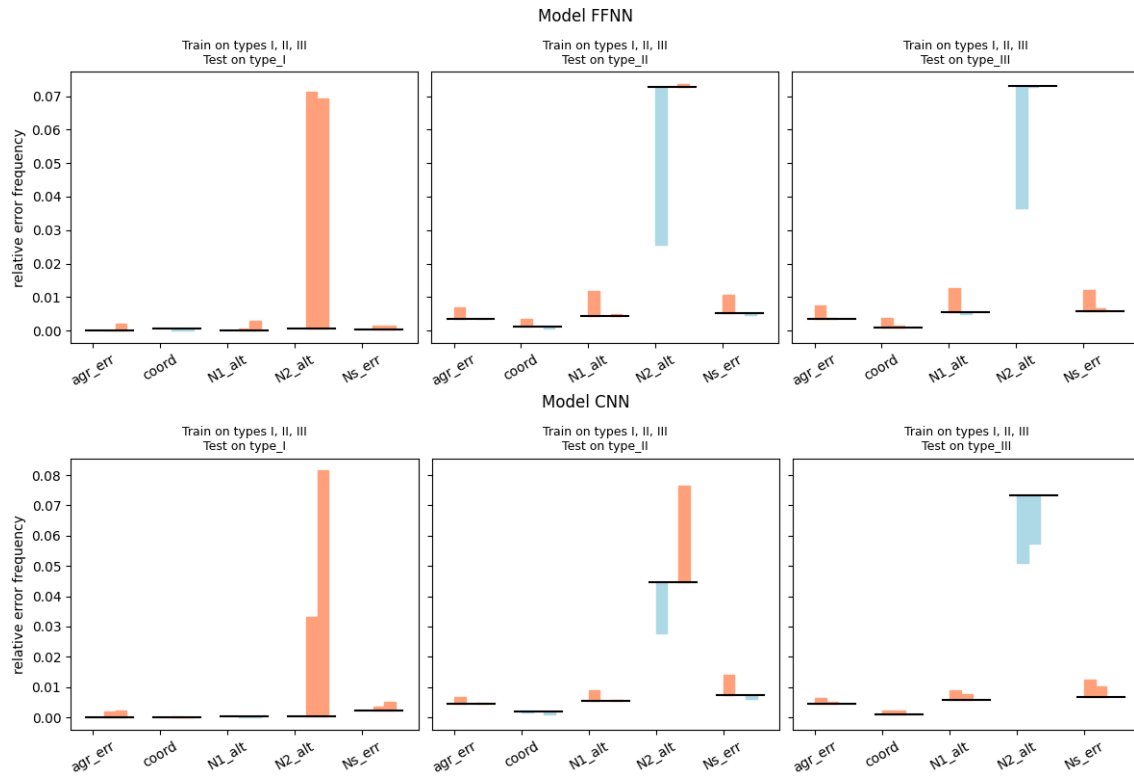 Model FFNN
Train on types I, II, III
Test on type_I
Train on types I, II, III
Test on type_II
Train on types I, II, III
Test on type_III
relative error frequency
0.07
0.06
0.05
0.04
0.03
0.02
0.01
0.00
agr_err
coord
N1_alt
N2_alt
Ns_err
agr_err
coord
N1_alt
N2_alt
Ns_err
agr_err
coord
N1_alt
N2_alt
Ns_err
Model CNN
Train on types I, II, III
Test on type_I
Train on types I, II, III
Test on type_II
Train on types I, II, III
Test on type_III
relative error frequency
0.08
0.07
0.06
0.05
0.04
0.03
0.02
0.01
0.00
agr_err
coord
N1_alt
N2_alt
Ns_err
agr_err
coord
N1_alt
N2_alt
Ns_err
agr_err
coord
N1_alt
N2_alt
Ns_err